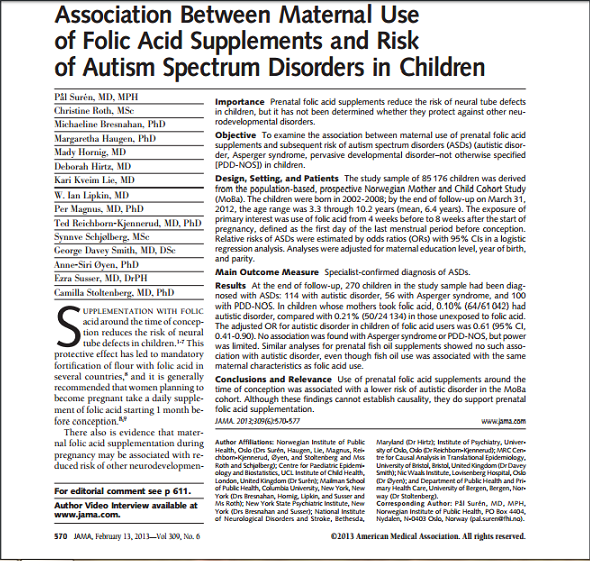 Association Between Maternal Use
of Folic Acid Supplements and Risk
of Autism Spectrum Disorders in Children
Pål Surén, MD, MPH
Christine Roth, MSc
Michaeline Bresnahan, PhD
Margaretha Haugen, PhD
Mady Hornig, MD
Deborah Hirtz, MD
Kari Kveim Lie, MD
W. Ian Lipkin, MD
Per Magnus, MD, PhD
Ted Reichborn-Kjennerud, MD, PhD
Synnve Schjølberg, MSc
George Davey Smith, MD, DSc
Anne-Siri Øyen, PhD
Ezra Susser, MD, DrPH
Camilla Stoltenberg, MD, PhD
SUPPLEMENTATION WITH FOLIC
acid around the time of concep-
tion reduces the risk of neural
tube defects in children.1-7 This
protective effect has led to mandatory
fortification of flour with folic acid in
several countries,8 and it is generally
recommended that women planning to
become pregnant take a daily supple-
ment of folic acid starting 1 month be-
fore conception.8,9
There also is evidence that mater-
nal folic acid supplementation during
pregnancy may be associated with re-
duced risk of other neurodevelopmen-
For editorial comment see p 611.
Author Video Interview available at
www.jama.com.
Importance Prenatal folic acid supplements reduce the risk of neural tube defects
in children, but it has not been determined whether they protect against other neu-
rodevelopmental disorders.
Objective To examine the association between maternal use of prenatal folic acid
supplements and subsequent risk of autism spectrum disorders (ASDs) (autistic disor-
der, Asperger syndrome, pervasive developmental disorder–not otherwise specified
[PDD-NOS]) in children.
Design, Setting, and Patients The study sample of 85 176 children was derived
from the population-based, prospective Norwegian Mother and Child Cohort Study
(MoBa). The children were born in 2002-2008; by the end of follow-up on March 31,
2012, the age range was 3.3 through 10.2 years (mean, 6.4 years). The exposure of
primary interest was use of folic acid from 4 weeks before to 8 weeks after the start of
pregnancy, defined as the first day of the last menstrual period before conception.
Relative risks of ASDs were estimated by odds ratios (ORs) with 95% CIs in a logistic
regression analysis. Analyses were adjusted for maternal education level, year of birth,
and parity.
Main Outcome Measure Specialist-confirmed diagnosis of ASDs.
Results At the end of follow-up, 270 children in the study sample had been diag-
nosed with ASDs: 114 with autistic disorder, 56 with Asperger syndrome, and 100
with PDD-NOS. In children whose mothers took folic acid, 0.10% (64/61 042) had
autistic disorder, compared with 0.21% (50/24 134) in those unexposed to folic acid.
The adjusted OR for autistic disorder in children of folic acid users was 0.61 (95% CI,
0.41-0.90). No association was found with Asperger syndrome or PDD-NOS, but power
was limited. Similar analyses for prenatal fish oil supplements showed no such asso-
ciation with autistic disorder, even though fish oil use was associated with the same
maternal characteristics as folic acid use.
Conclusions and Relevance Use of prenatal folic acid supplements around the
time of conception was associated with a lower risk of autistic disorder in the MoBa
cohort. Although these findings cannot establish causality, they do support prenatal
folic acid supplementation.
JAMA. 2013;309(6):570-577 www.jama.com
Author Affiliations: Norwegian Institute of Public
Health, Oslo (Drs Surén, Haugen, Lie, Magnus, Rei-
chborn-Kjennerud, Øyen, and Stoltenberg and Mss
Roth and Schjølberg); Centre for Paediatric Epidemi-
ology and Biostatistics, UCL Institute of Child Health,
London, United Kingdom (Dr Surén); Mailman School
of Public Health, Columbia University, New York, New
York (Drs Bresnahan, Hornig, Lipkin, and Susser and
Ms Roth); New York State Psychiatric Institute, New
York (Drs Bresnahan and Susser); National Institute
of Neurological Disorders and Stroke, Bethesda,
Maryland (Dr Hirtz); Institute of Psychiatry, Univer-
sity of Oslo, Oslo (Dr Reichborn-Kjennerud); MRC Cen-
tre for Causal Analysis in Translational Epidemiology,
University of Bristol, Bristol, United Kingdom (Dr Davey
Smith); Nic Waals Institute, Lovisenberg Hospital, Oslo
(Dr Øyen); and Department of Public Health and Pri-
mary Health Care, University of Bergen, Bergen, Nor-
way (Dr Stoltenberg).
Corresponding Author: Pål Surén, MD, MPH,
Norwegian Institute of Public Health, PO Box 4404,
Nydalen, N-0403 Oslo, Norway (pal.suren@fhi.no).
570 JAMA, February 13, 2013—Vol 309, No. 6
©2013 American Medical Association. All rights reserved.